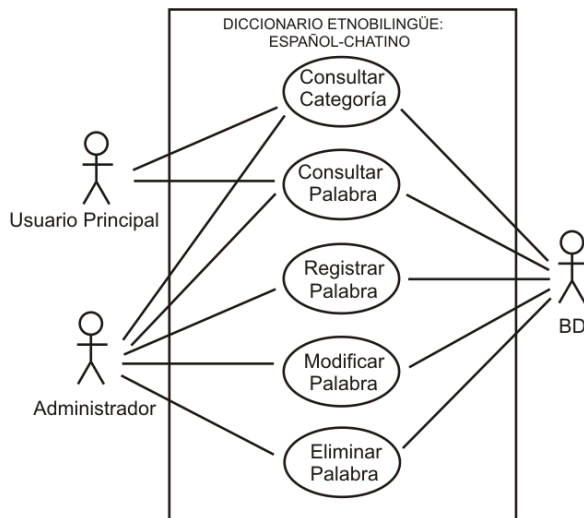 DICCIONARIO ETNOBILINGÜE:
ESPAÑOL-CHATINO
Consultar
Categoría
Consultar
Palabra
Usuario Principal
Registrar
Palabra
BD
Modificar
Palabra
Administrador
Eliminar
Palabra